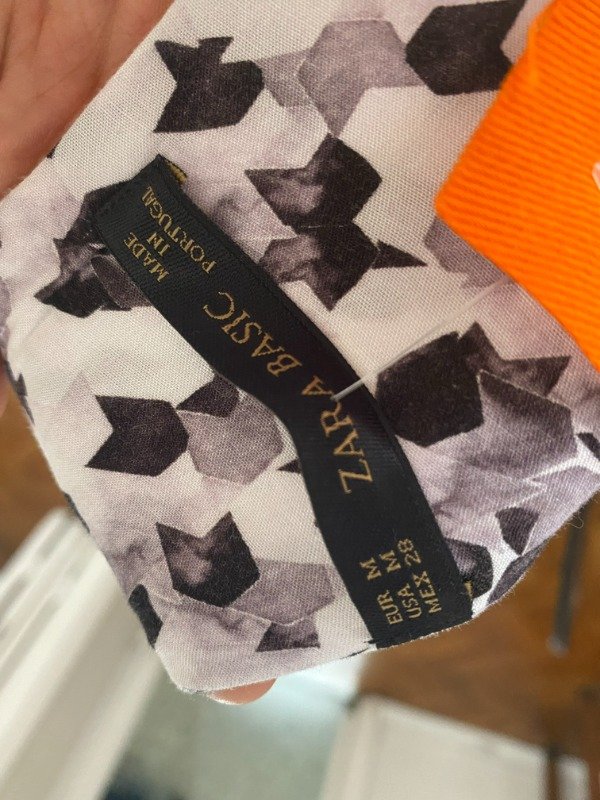 MADE
IN
PORTUGAL
ZARA BASIC
EUR M
USA M
MEX 28